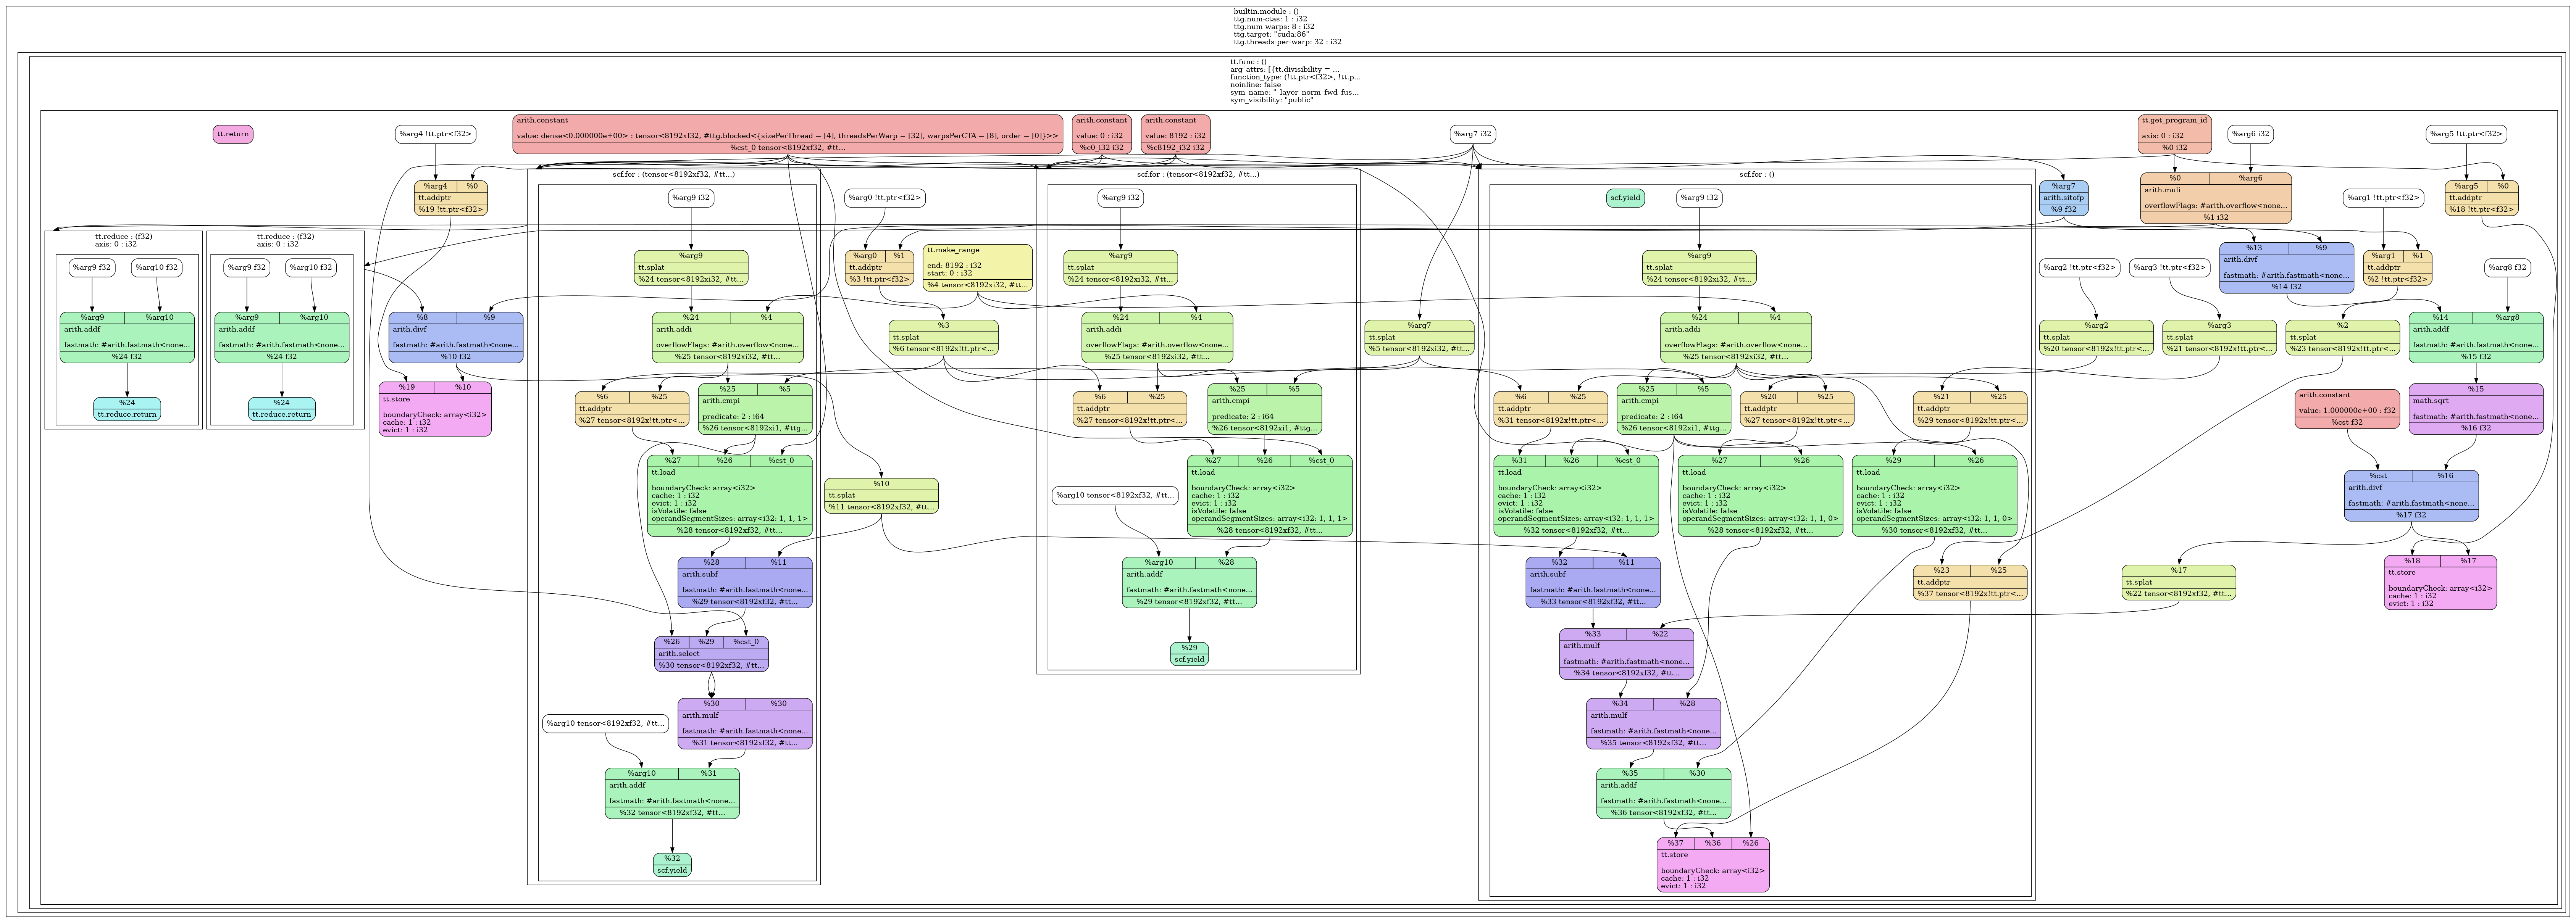 builtin.module : ()
ttg.num-ctas: 1 : i32
ttg.num-warps: 8 : i32
ttg.target: "cuda:86"
ttg.threads-per-warp: 32 : i32
tt.func : ()
arg_attrs: [{tt.divisibility = ...
function_type: (!tt.ptr<f32>, !tt.p...
noinline: false
sym_name: "_layer_norm_fwd_fus...
sym_visibility: "public"
tt.return
%arg4 !tt.ptr<f32>
arith.constant
value: dense<0.000000e+00> : tensor<8192xf32, #ttg.blocked<{sizePerThread = [4], threadsPerWarp = [32], warpsPerCTA = [8], order = [0]}>>
%cst_0 tensor<8192xf32, #tt...
arith.constant
value: 0 : i32
%c0_i32 i32
arith.constant
value: 8192 : i32
%c8192_i32 i32
%arg7 i32
tt.get_program_id
axis: 0 : i32
%0 i32
%arg6 i32
%arg5 !tt.ptr<f32>
%arg4 %0
tt.addptr
%19 !tt.ptr<f32>
%arg7
arith.sitofp
%9 f32
%0 %arg6
arith.muli
overflowFlags: #arith.overflow<none...
%1 i32
%arg5 %0
tt.addptr
%18 !tt.ptr<f32>
tt.reduce : (f32)
axis: 0 : i32
%arg9 f32
%arg10 f32
%arg9 %arg10
arith.addf
fastmath: #arith.fastmath<none...
%24 f32
%24
tt.reduce.return
tt.reduce : (f32)
axis: 0 : i32
%arg9 f32
%arg10 f32
%arg9 %arg10
arith.addf
fastmath: #arith.fastmath<none...
%24 f32
%24
tt.reduce.return
%8 %9
arith.divf
fastmath: #arith.fastmath<none...
%10 f32
%19 %10
tt.store
boundaryCheck: array<i32>
cache: 1 : i32
evict: 1 : i32
scf.for : (tensor<8192xf32, #tt...)
%arg9 i32
%arg9
tt.splat
%24 tensor<8192xi32, #tt...
%24 %4
arith.addi
overflowFlags: #arith.overflow<none...
%25 tensor<8192xi32, #tt...
%6 %25
tt.addptr
%27 tensor<8192x!tt.ptr<...
%25 %5
arith.cmpi
predicate: 2 : i64
%26 tensor<8192xi1, #ttg...
%27 %26 %cst_0
tt.load
boundaryCheck: array<i32>
cache: 1 : i32
evict: 1 : i32
isVolatile: false
operandSegmentSizes: array<i32: 1, 1, 1>
%28 tensor<8192xf32, #tt...
%28 %11
arith.subf
fastmath: #arith.fastmath<none...
%29 tensor<8192xf32, #tt...
%26 %29 %cst_0
arith.select
%30 tensor<8192xf32, #tt...
%30 %30
arith.mulf
fastmath: #arith.fastmath<none...
%31 tensor<8192xf32, #tt...
%arg10 tensor<8192xf32, #tt...
%arg10 %31
arith.addf
fastmath: #arith.fastmath<none...
%32 tensor<8192xf32, #tt...
%32
scf.yield
%arg0 !tt.ptr<f32>
%arg0 %1
tt.addptr
%3 !tt.ptr<f32>
tt.make_range
end: 8192 : i32
start: 0 : i32
%4 tensor<8192xi32, #tt...
%3
tt.splat
%6 tensor<8192x!tt.ptr<...
%10
tt.splat
%11 tensor<8192xf32, #tt...
scf.for : (tensor<8192xf32, #tt...)
%arg9 i32
%arg9
tt.splat
%24 tensor<8192xi32, #tt...
%24 %4
arith.addi
overflowFlags: #arith.overflow<none...
%25 tensor<8192xi32, #tt...
%6 %25
tt.addptr
%27 tensor<8192x!tt.ptr<...
%25 %5
arith.cmpi
predicate: 2 : i64
%26 tensor<8192xi1, #ttg...
%27 %26 %cst_0
tt.load
boundaryCheck: array<i32>
cache: 1 : i32
evict: 1 : i32
isVolatile: false
operandSegmentSizes: array<i32: 1, 1, 1>
%28 tensor<8192xf32, #tt...
%arg10 tensor<8192xf32, #tt...
%arg10 %28
arith.addf
fastmath: #arith.fastmath<none...
%29 tensor<8192xf32, #tt...
%29
scf.yield
%arg7
tt.splat
%5 tensor<8192xi32, #tt...
scf.for : ()
scf.yield
%arg9 i32
%arg9
tt.splat
%24 tensor<8192xi32, #tt...
%24 %4
arith.addi
overflowFlags: #arith.overflow<none...
%25 tensor<8192xi32, #tt...
%6 %25
tt.addptr
%31 tensor<8192x!tt.ptr<...
%25 %5
arith.cmpi
predicate: 2 : i64
%26 tensor<8192xi1, #ttg...
%20 %25
tt.addptr
%27 tensor<8192x!tt.ptr<...
%21 %25
tt.addptr
%29 tensor<8192x!tt.ptr<...
%31 %26 %cst_0
tt.load
boundaryCheck: array<i32>
cache: 1 : i32
evict: 1 : i32
isVolatile: false
operandSegmentSizes: array<i32: 1, 1, 1>
%32 tensor<8192xf32, #tt...
%27 %26
tt.load
boundaryCheck: array<i32>
cache: 1 : i32
evict: 1 : i32
isVolatile: false
operandSegmentSizes: array<i32: 1, 1, 0>
%28 tensor<8192xf32, #tt...
%29 %26
tt.load
boundaryCheck: array<i32>
cache: 1 : i32
evict: 1 : i32
isVolatile: false
operandSegmentSizes: array<i32: 1, 1, 0>
%30 tensor<8192xf32, #tt...
%32 %11
arith.subf
fastmath: #arith.fastmath<none...
%33 tensor<8192xf32, #tt...
%23 %25
tt.addptr
%37 tensor<8192x!tt.ptr<...
%33 %22
arith.mulf
fastmath: #arith.fastmath<none...
%34 tensor<8192xf32, #tt...
%34 %28
arith.mulf
fastmath: #arith.fastmath<none...
%35 tensor<8192xf32, #tt...
%35 %30
arith.addf
fastmath: #arith.fastmath<none...
%36 tensor<8192xf32, #tt...
%37 %36 %26
tt.store
boundaryCheck: array<i32>
cache: 1 : i32
evict: 1 : i32
%arg1 !tt.ptr<f32>
%13 %9
arith.divf
fastmath: #arith.fastmath<none...
%14 f32
%arg1 %1
tt.addptr
%2 !tt.ptr<f32>
%arg2 !tt.ptr<f32>
%arg3 !tt.ptr<f32>
%arg8 f32
%arg2
tt.splat
%20 tensor<8192x!tt.ptr<...
%arg3
tt.splat
%21 tensor<8192x!tt.ptr<...
%2
tt.splat
%23 tensor<8192x!tt.ptr<...
%14 %arg8
arith.addf
fastmath: #arith.fastmath<none...
%15 f32
arith.constant
value: 1.000000e+00 : f32
%cst f32
%15
math.sqrt
fastmath: #arith.fastmath<none...
%16 f32
%cst %16
arith.divf
fastmath: #arith.fastmath<none...
%17 f32
%17
tt.splat
%22 tensor<8192xf32, #tt...
%18 %17
tt.store
boundaryCheck: array<i32>
cache: 1 : i32
evict: 1 : i32